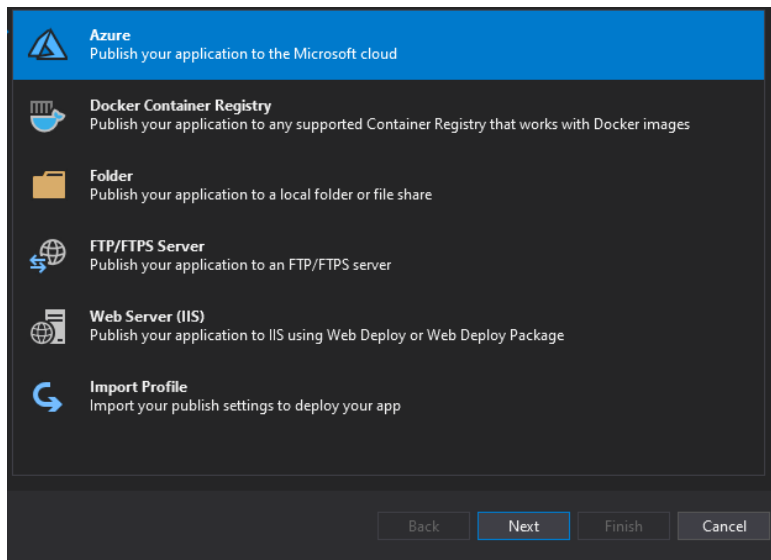 Azure
Publish your application to the Microsoft cloud
Docker Container Registry
Publish your application to any supported Container Registry that works with Docker images
Folder
Publish your application to a local folder or file share
FTP/FTPS Server
Publish your application to an FTP/FTPS server
Web Server (IIS)
Publish your application to IIS using Web Deploy or Web Deploy Package
Import Profile
Import your publish settings to deploy your app
Back Next Finish Cancel